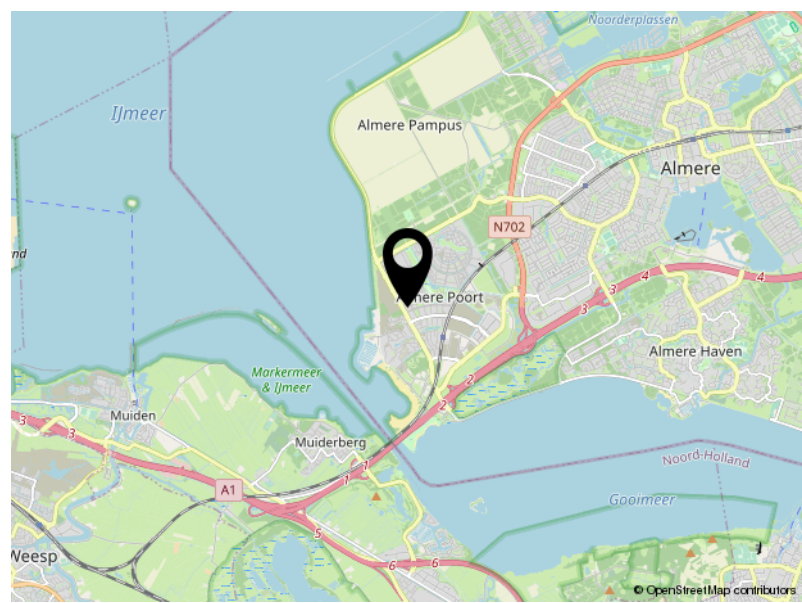 Noorderplassen
IJmeer
Almere Pampus
Almere
N702
4
4
3
3
Almere Poort
Almere Haven
Markermeer
& IJmeer
2
2
Muiden
3
3
Muiderberg
1
1
Noord-Holland
A1
Gooimeer
5
Weesp
6
6
© OpenStreetMap contributors